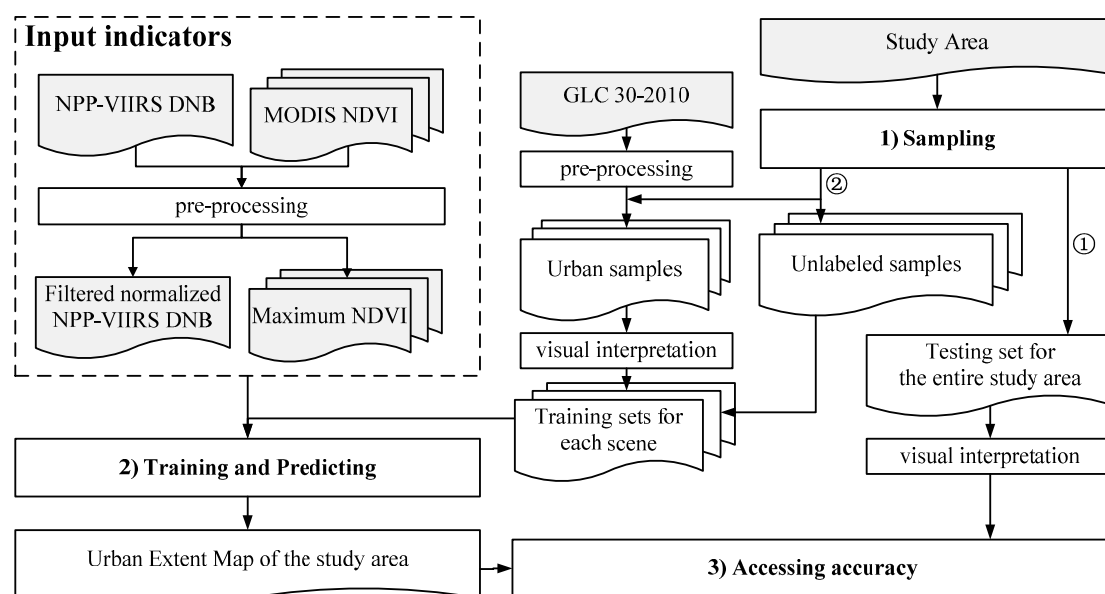 Input indicators
NPP-VIIRS DNB
MODIS NDVI
pre-processing
Filtered normalized
NPP-VIIRS DNB
Maximum NDVI
GLC 30-2010
pre-processing
Urban samples
visual interpretation
Training sets for
each scene
Study Area
1) Sampling
②
①
Unlabeled samples
Testing set for
the entire study area
visual interpretation
2) Training and Predicting
Urban Extent Map of the study area
3) Accessing accuracy